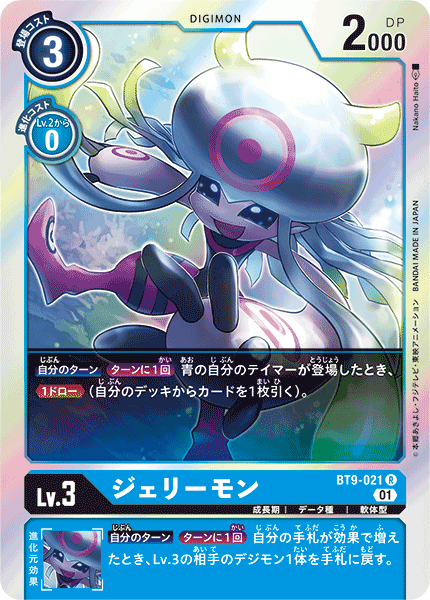 登場コスト
3
DIGIMON
DP
2000
進化コスト
Lv.2から
0
Nakano Haito
BANDAI MADE IN JAPAN
©本郷あきよし・フジテレビ・東映アニメーション
自分のターン ターンに1回 青の自分のテイマーが登場したとき、
1ドロー (自分のデッキからカードを1枚引く)。
BT9-021 R
01
Lv.3
ジェリーモン
成長期 | データ種 | 軟体型
進化元効果
自分のターン ターンに1回 自分の手札が効果で増え
たとき、Lv.3の相手のデジモン1体を手札に戻す。